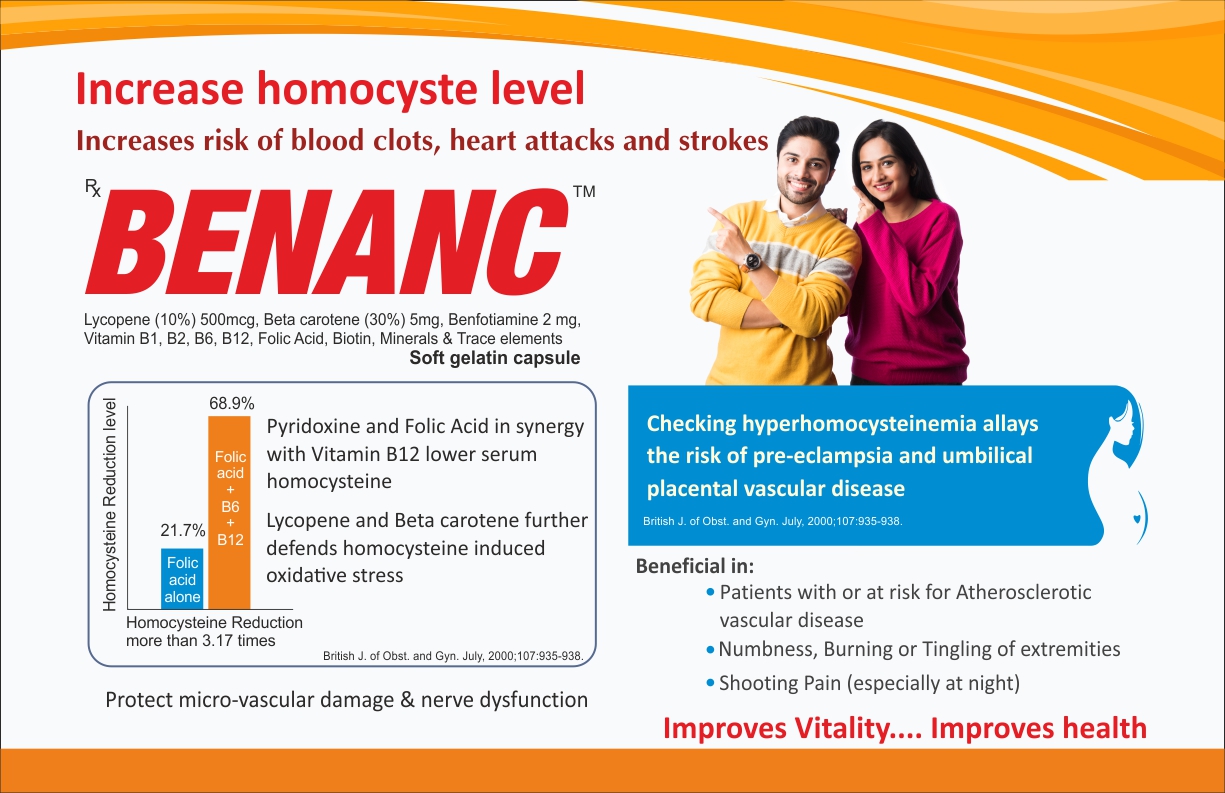 Increase homocyste level
Increases risk of blood clots, heart attacks and strokes
Rx BENANC TM
Lycopene (10%) 500mcg, Beta carotene (30%) 5mg, Benfotiamine 2 mg,
Vitamin B1, B2, B6, B12, Folic Acid, Biotin, Minerals & Trace elements
Soft gelatin capsule
Homocysteine Reduction level
68.9%
Folic
acid
+
B6
+
B12
21.7%
Folic
acid
alone
Homocysteine Reduction
more than 3.17 times
Pyridoxine and Folic Acid in synergy
with Vitamin B12 lower serum
homocysteine
Lycopene and Beta carotene further
defends homocysteine induced
oxidative stress
British J. of Obst. and Gyn. July, 2000;107:935-938.
Protect micro-vascular damage & nerve dysfunction
Checking hyperhomocysteinemia allays
the risk of pre-eclampsia and umbilical
placental vascular disease
British J. of Obst. and Gyn. July, 2000;107:935-938.
Beneficial in:
• Patients with or at risk for Atherosclerotic
vascular disease
• Numbness, Burning or Tingling of extremities
• Shooting Pain (especially at night)
Improves Vitality.... Improves health